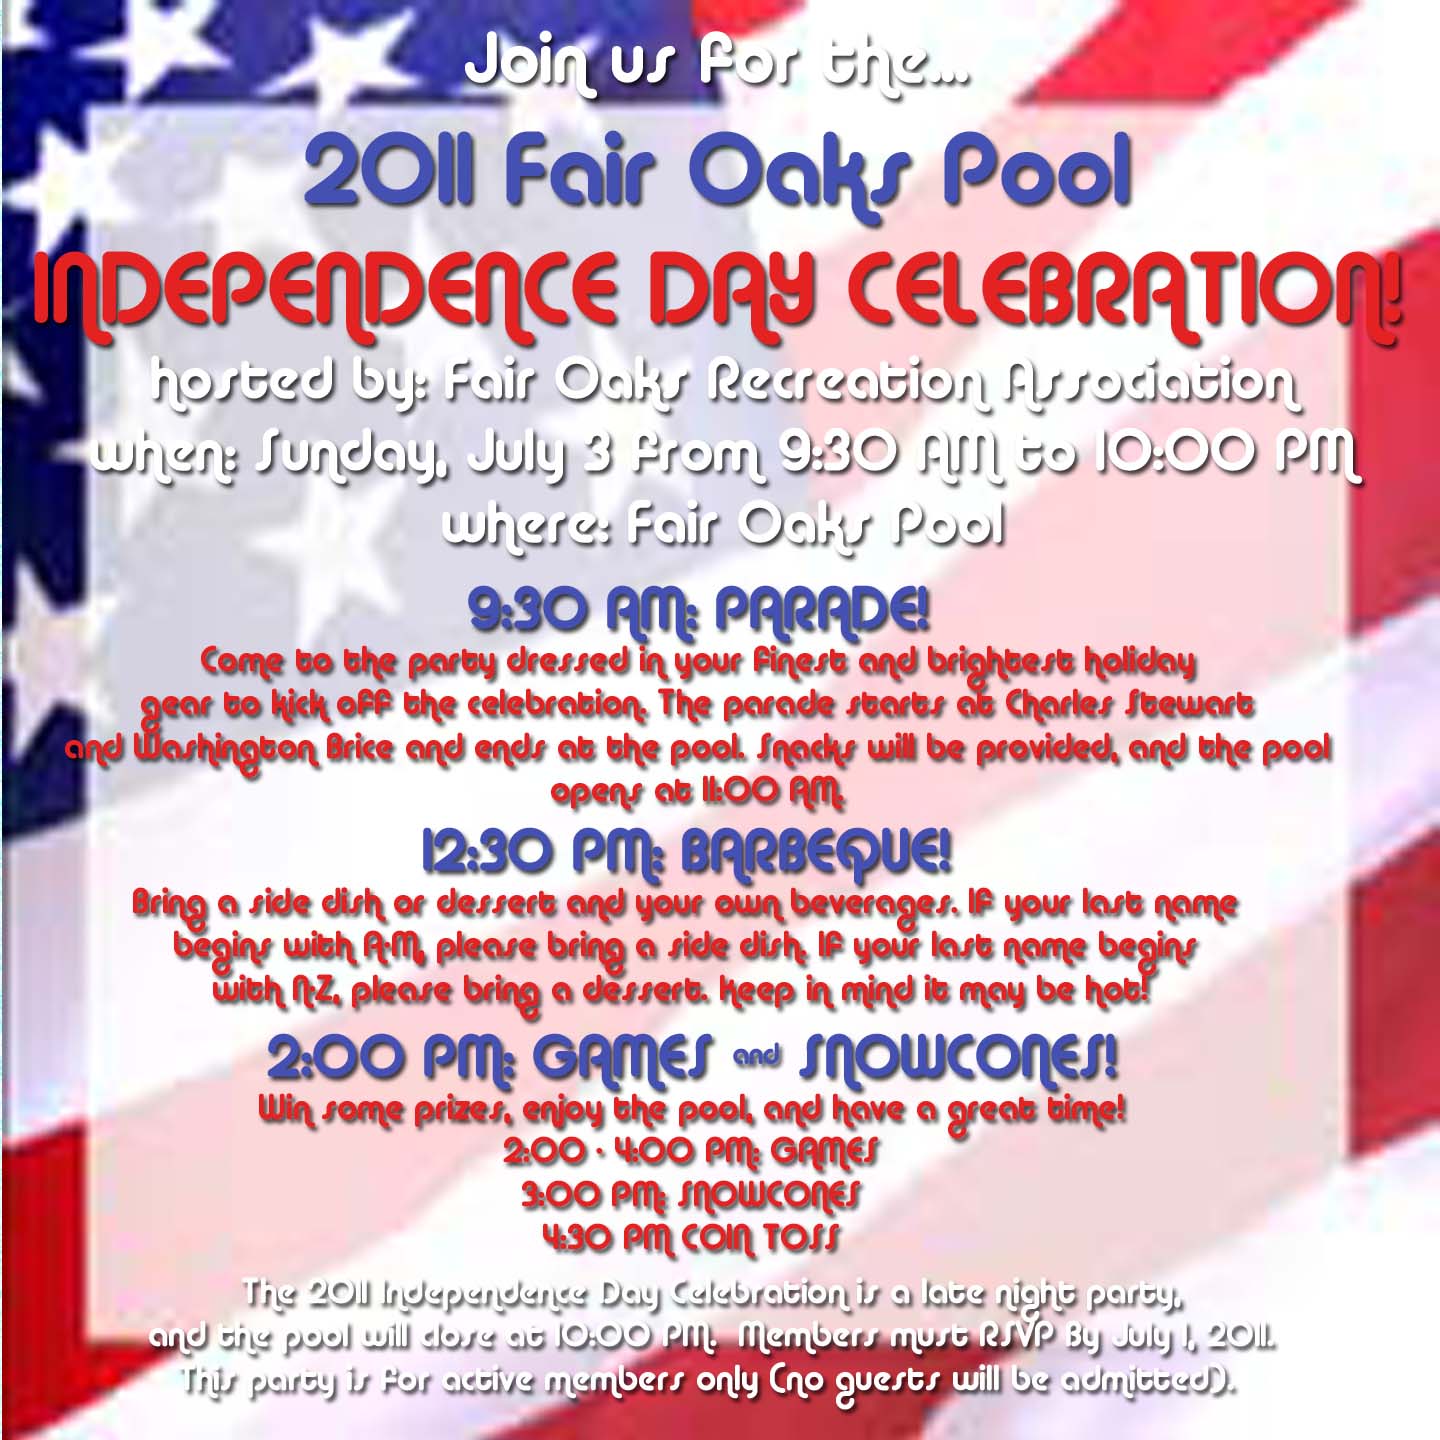 Join us for the...
2011 Fair Oaks Pool
INDEPENDENCE DAY CELEBRATION!
hosted by: Fair Oaks Recreation Association
when: Sunday, July 3 from 9:30 AM to 10:00 PM
where: Fair Oaks Pool
9:30 AM: PARADE!
Come to the party dressed in your finest and brightest holiday
gear to kick off the celebration. The parade starts at Charles Stewart
and Washington Brice and ends at the pool. Snacks will be provided, and the pool
opens at 11:00 AM.
12:30 PM: BARBEQUE!
Bring a side dish or dessert and your own beverages. If your last name
begins with A-M, please bring a side dish. If your last name begins
with N-Z, please bring a dessert. Keep in mind it may be hot!
2:00 PM: GAMES and SNOWCONES!
Win some prizes, enjoy the pool, and have a great time!
2:00 - 4:00 PM: GAMES
3:00 PM: SNOWCONES
4:30 PM COIN TOSS
The 2011 Independence Day Celebration is a late night party,
and the pool will close at 10:00 PM. Members must RSVP By July 1, 2011.
This party is for active members only (no guests will be admitted).